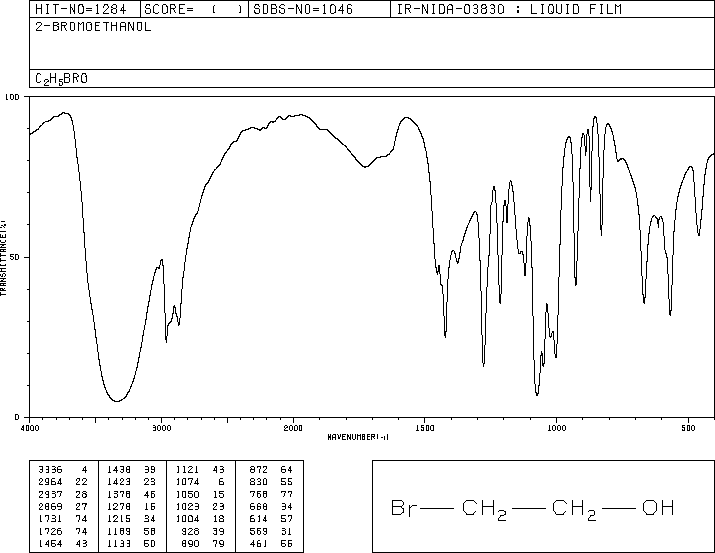 HIT-NO=1284 SCORE= ( ) SDBS-NO=1046 IR-NIDA-03830 : LIQUID FILM
2-BROMOETHANOL
C2H5BRO
100
TRANSMITTANCE(%)
50
0
4000 3000 2000 1500 1000 500
WAVENUMBER(-1)
3336 4 1438 39 1121 43 872 64
2964 22 1423 23 1074 6 830 55
2937 28 1378 46 1050 15 768 77
2869 27 1278 15 1023 23 668 34
1731 74 1215 34 1004 18 614 57
1726 74 1189 58 928 39 569 31
1454 43 1133 50 890 79 461 55
Br CH2 CH2 OH